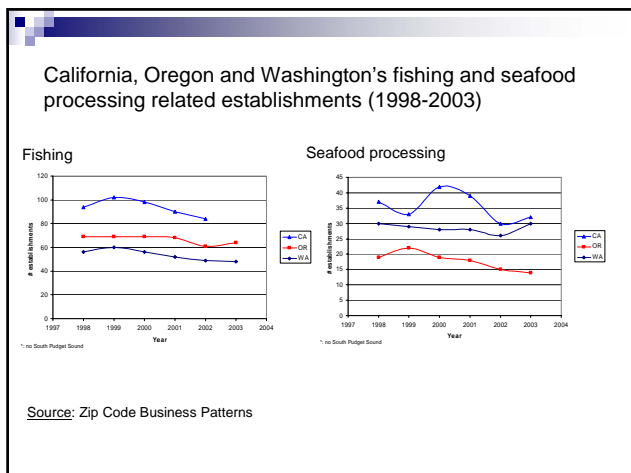 California, Oregon and Washington's fishing and seafood
processing related establishments (1998-2003)
Fishing
120
100
80
60
40
20
0
# establishments
1997 1998 1999 2000 2001 2002 2003 2004
Year
CA
OR
WA
*: no South Pudget Sound
Seafood processing
45
40
35
30
25
20
15
10
5
0
# establishments
1997 1998 1999 2000 2001 2002 2003 2004
Year
CA
OR
WA
*: no South Pudget Sound
Source: Zip Code Business Patterns